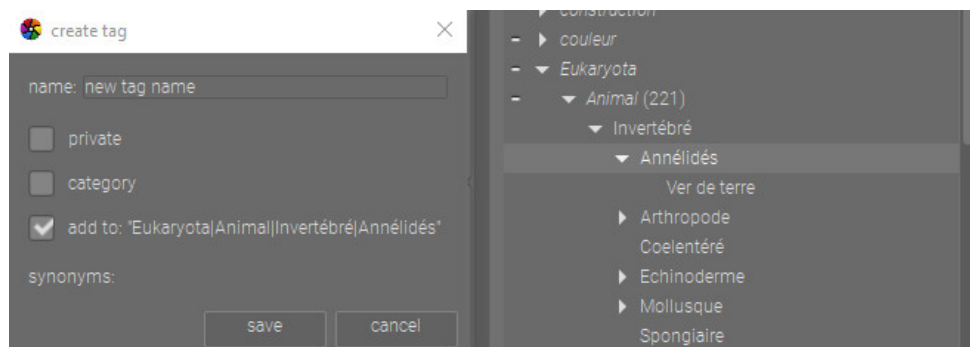 create tag
name: new tag name
private
category
add to: "Eukaryota|Animal|Invertébré|Annélidés"
synonyms:
save cancel
construction
couleur
Eukaryota
Animal (221)
Invertébré
Annélidés
Ver de terre
Arthropode
Coelentéré
Echinoderme
Mollusque
Spongiaire